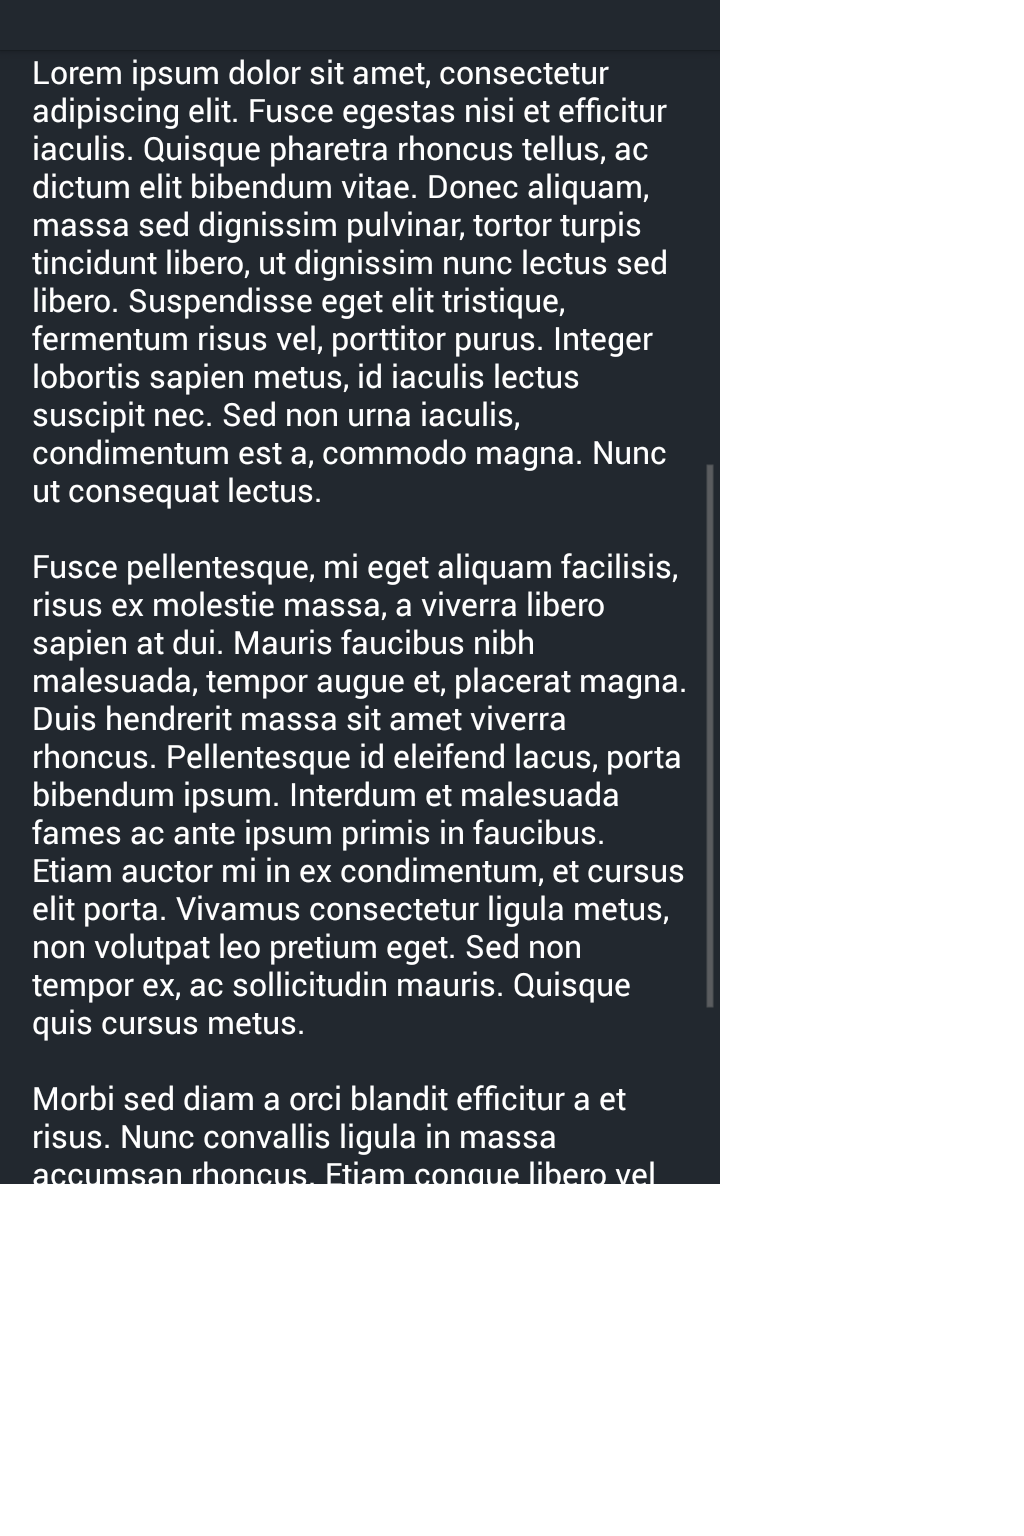 Lorem ipsum dolor sit amet, consectetur
adipiscing elit. Fusce egestas nisi et efficitur
iaculis. Quisque pharetra rhoncus tellus, ac
dictum elit bibendum vitae. Donec aliquam,
massa sed dignissim pulvinar, tortor turpis
tincidunt libero, ut dignissim nunc lectus sed
libero. Suspendisse eget elit tristique,
fermentum risus vel, porttitor purus. Integer
lobortis sapien metus, id iaculis lectus
suscipit nec. Sed non urna iaculis,
condimentum est a, commodo magna. Nunc
ut consequat lectus.

Fusce pellentesque, mi eget aliquam facilisis,
risus ex molestie massa, a viverra libero
sapien at dui. Mauris faucibus nibh
malesuada, tempor augue et, placerat magna.
Duis hendrerit massa sit amet viverra
rhoncus. Pellentesque id eleifend lacus, porta
bibendum ipsum. Interdum et malesuada
fames ac ante ipsum primis in faucibus.
Etiam auctor mi in ex condimentum, et cursus
elit porta. Vivamus consectetur ligula metus,
non volutpat leo pretium eget. Sed non
tempor ex, ac sollicitudin mauris. Quisque
quis cursus metus.

Morbi sed diam a orci blandit efficitur a et
risus. Nunc convallis ligula in massa
accumsan rhoncus. Etiam congue libero vel